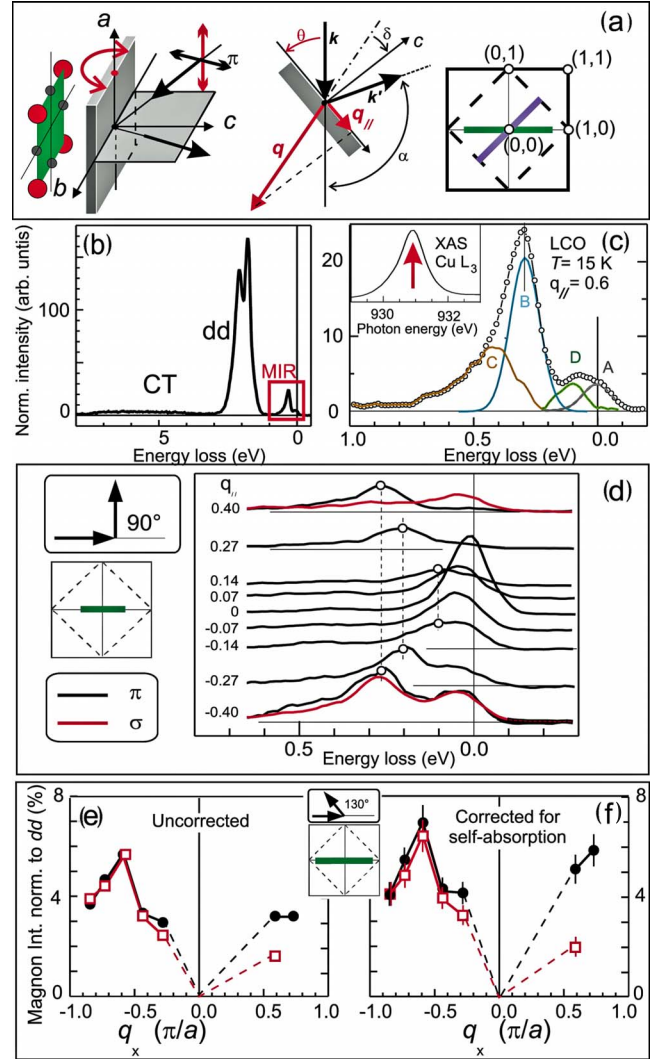 (a)
a
π
c
b
θ
k
δ
c
k'
q//
q
α
(0,1)
(1,1)
(1,0)
(0,0)
(b)
Norm. intensity (arb. untis)
100
0
dd
CT
MIR
5
0
Energy loss (eV)
(c)
20
10
0
XAS
Cu L3
930
932
Photon energy (eV)
LCO
T= 15 K
q//= 0.6
B
C
D
A
1.0
0.5
0.0
Energy loss (eV)
(d)
90°
π
σ
q//
0.40
0.27
0.14
0.07
0
-0.07
-0.14
-0.27
-0.40
0.5
0.0
Energy loss (eV)
(e)
Uncorrected
Magnon Int. norm. to dd (%)
8
4
0
-1.0
-0.5
0.0
0.5
1.0
qx (π/a)
130°
(f)
Corrected for
self-absorption
8
4
0
-1.0
-0.5
0.0
0.5
1.0
qx (π/a)